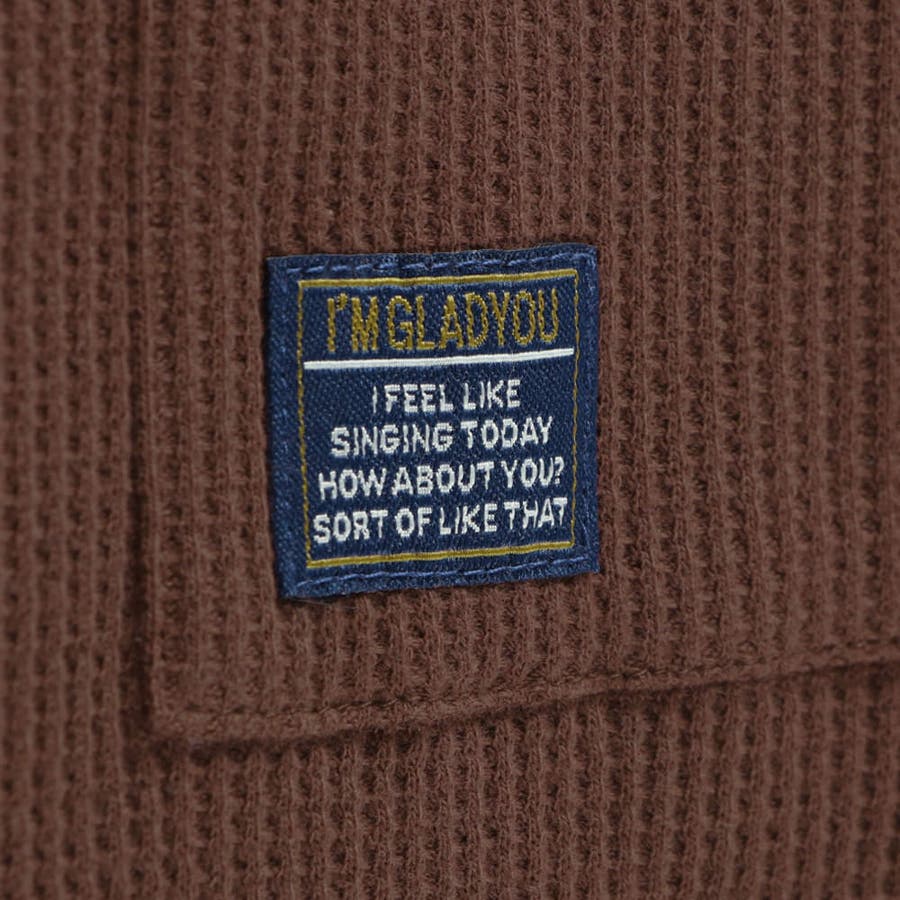 I'M GLADYOU
I FEEL LIKE
SINGING TODAY
HOW ABOUT YOU?
SORT OF LIKE THAT